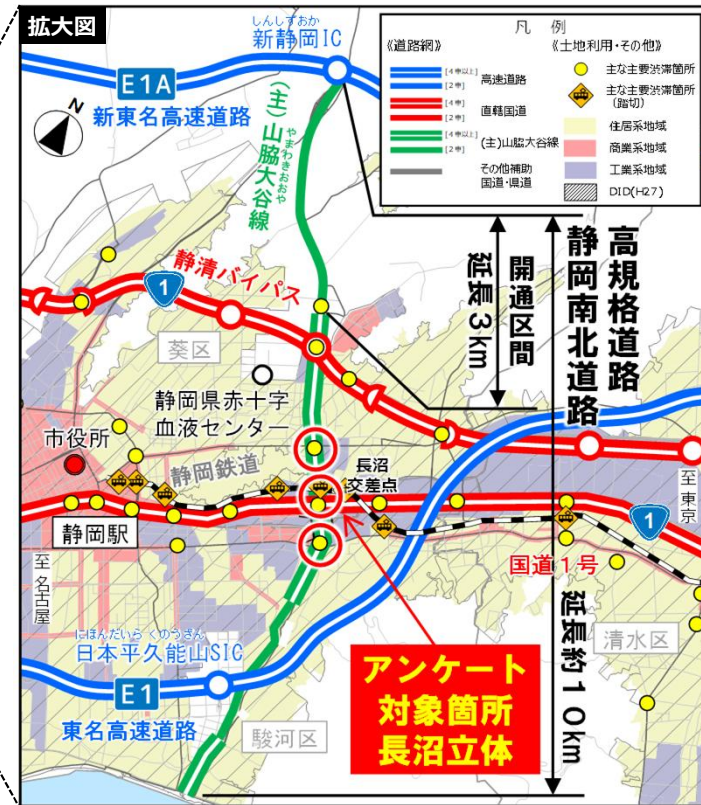 拡大図
しんしずおか
新静岡IC
E1A
新東名高速道路
N
(主)山脇大谷線
やまわきおおや
凡 例
《道路網》
《土地利用・その他》
[4車以上]
[2車]
高速道路
[4車]
[2車]
直轄国道
[4車以上]
[2車]
(主)山脇大谷線
その他補助
国道・県道
主な主要渋滞箇所
主な主要渋滞箇所
(踏切)
住居系地域
商業系地域
工業系地域
DID(H27)
静清バイパス
1
葵区
開通区間
延長3km
高規格道路
静岡南北道路
延長約10km
静岡県赤十字
血液センター
市役所
静岡鉄道
長沼
交差点
静岡駅
至 東京
至 名古屋
1
国道1号
清水区
にほんだいら くのうざん
日本平久能山SIC
E1
東名高速道路
駿河区
アンケート
対象箇所
長沼立体